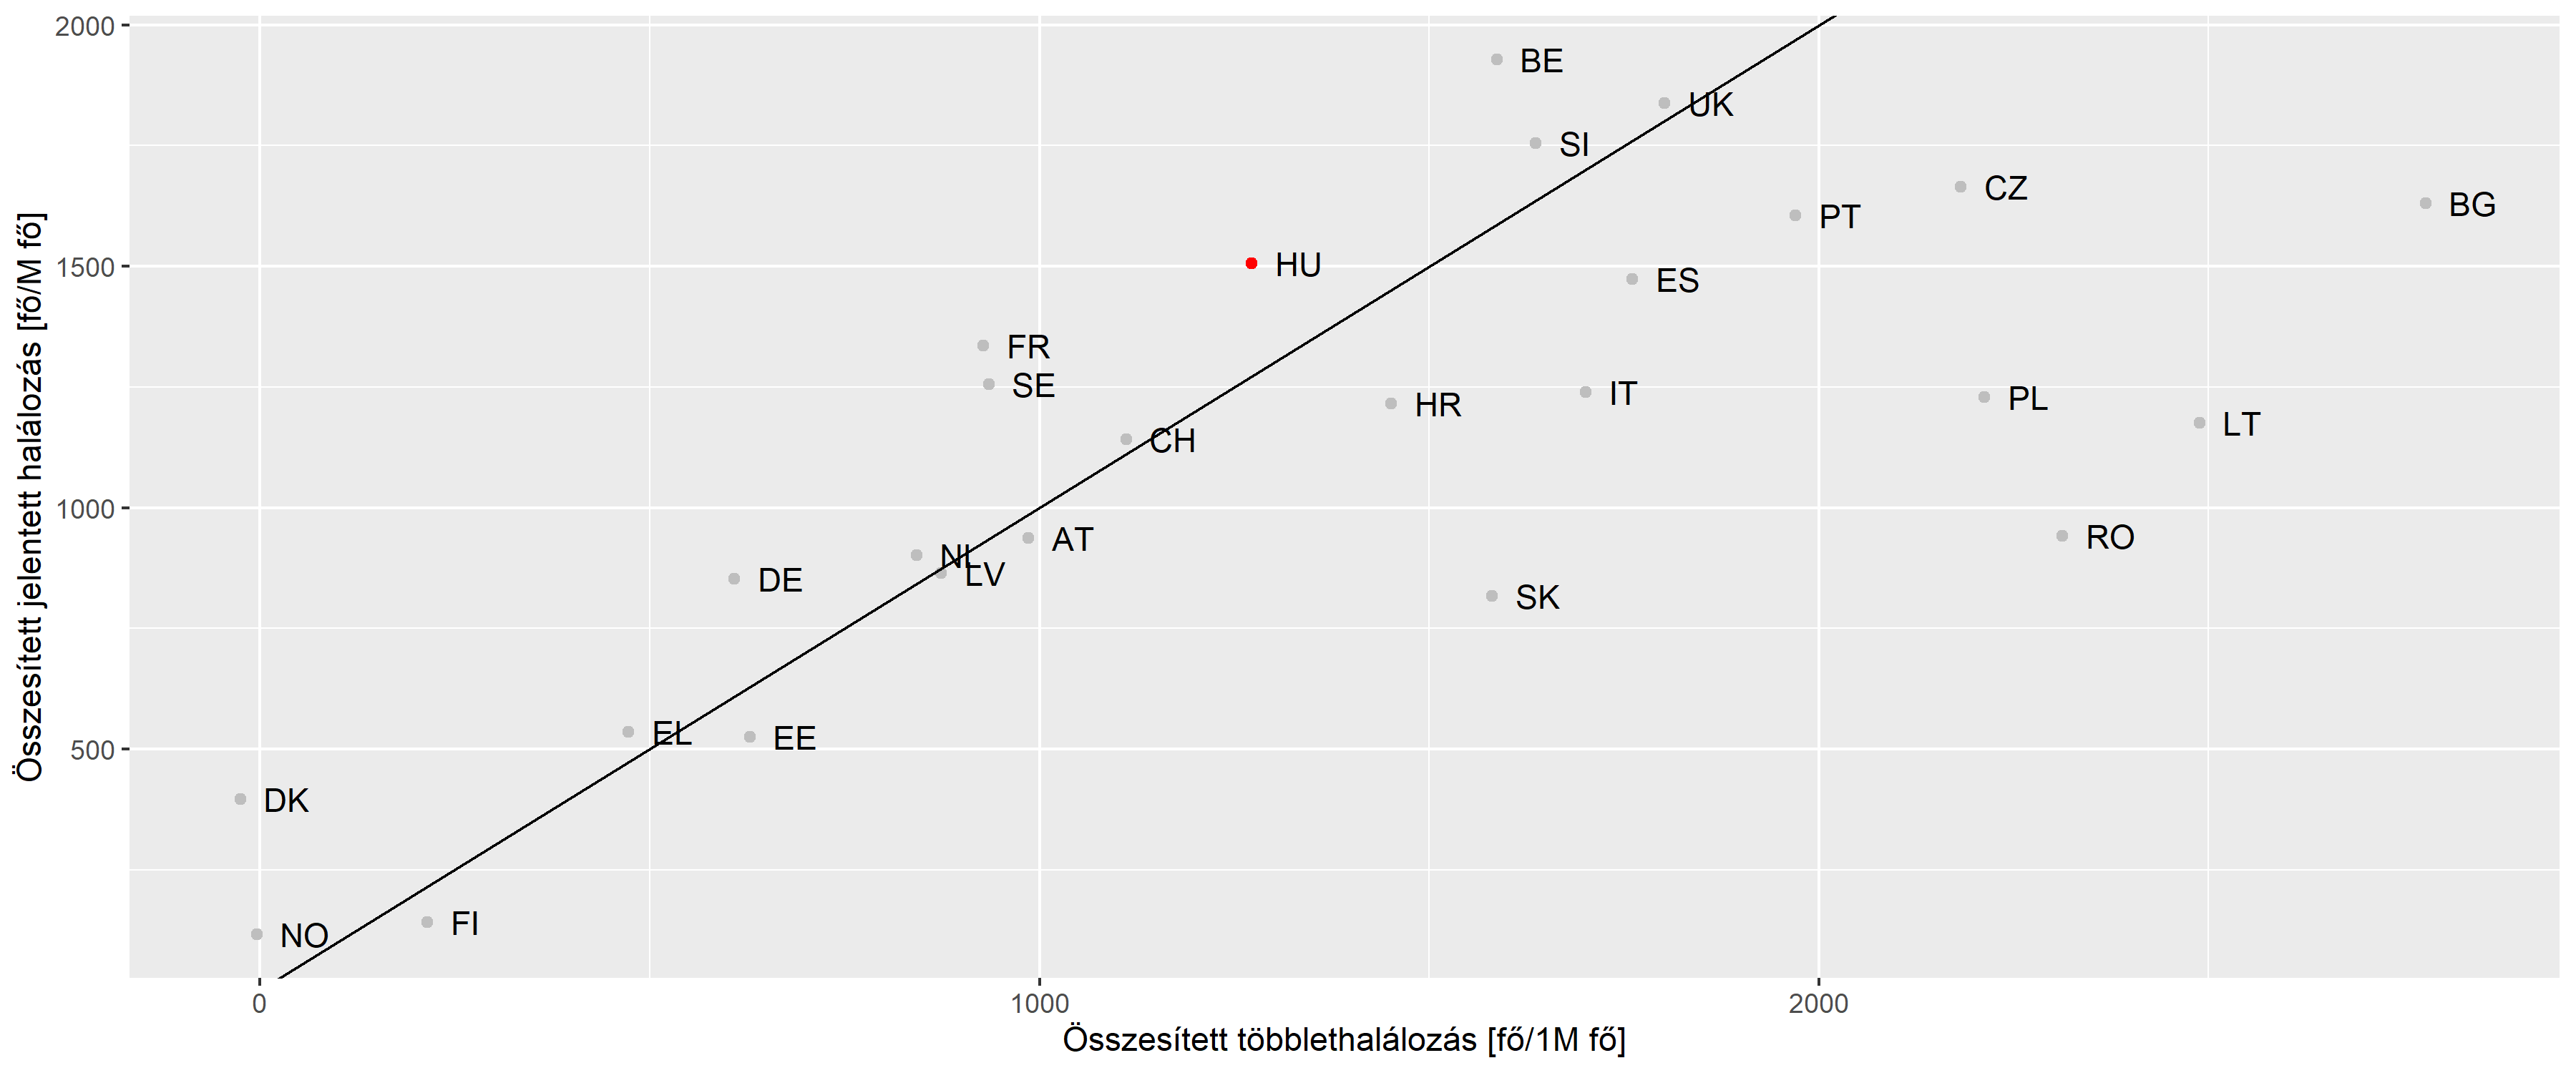 Összesített jelentett halálozás [fő/M fő]
2000
1500
1000
500
BE
UK
SI
CZ
BG
PT
HU
ES
FR
SE
IT
PL
HR
LT
CH
RO
AT
NL
LV
DE
SK
EL
EE
DK
FI
NO
0
1000
2000
Összesített többlethalálozás [fő/1M fő]